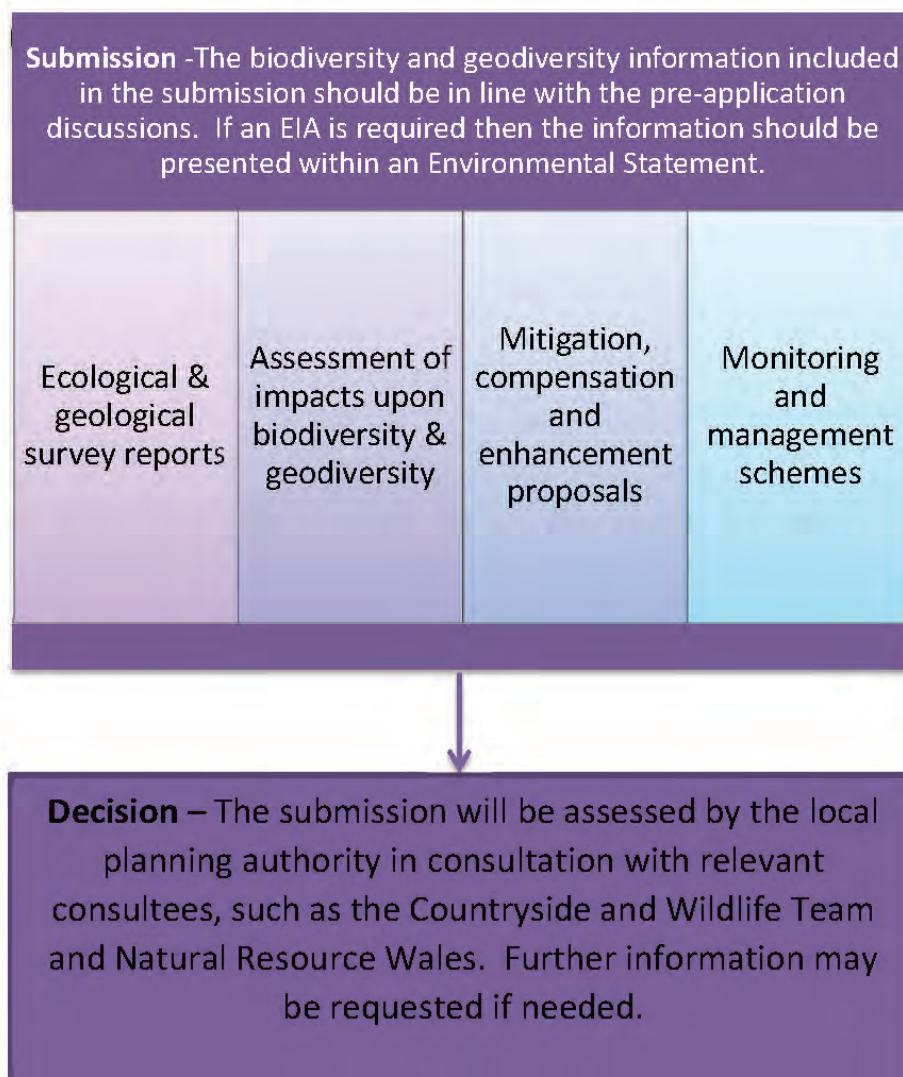 Submission -The biodiversity and geodiversity information included
in the submission should be in line with the pre-application
discussions. If an EIA is required then the information should be
presented within an Environmental Statement.
Ecological &
geological
survey reports
Assessment of
impacts upon
biodiversity &
geodiversity
Mitigation,
compensation
and
enhancement
proposals
Monitoring
and
management
schemes
Decision – The submission will be assessed by the local
planning authority in consultation with relevant
consultees, such as the Countryside and Wildlife Team
and Natural Resource Wales. Further information may
be requested if needed.